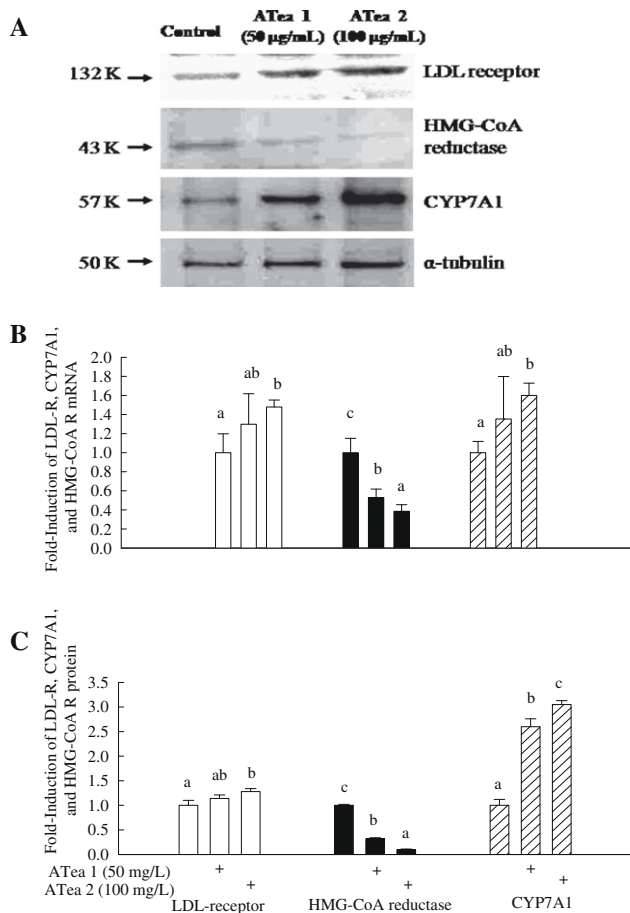 A
Control
ATea 1
(50 µg/mL)
ATea 2
(100 µg/mL)
132 K
LDL receptor
43 K
HMG-CoA
reductase
57 K
CYP7A1
50 K
α-tubulin
B
Fold-Induction of LDL-R, CYP7A1,
and HMG-CoA R mRNA
2.0
1.8
1.6
1.4
1.2
1.0
0.8
0.6
0.4
0.2
0.0
a
ab
b
c
b
a
a
ab
b
C
Fold-Induction of LDL-R, CYP7A1,
and HMG-CoA R protein
3.5
3.0
2.5
2.0
1.5
1.0
0.5
0.0
a
ab
b
c
b
a
a
b
c
ATea 1 (50 mg/L) + + +
ATea 2 (100 mg/L) + + +
LDL-receptor HMG-CoA reductase CYP7A1